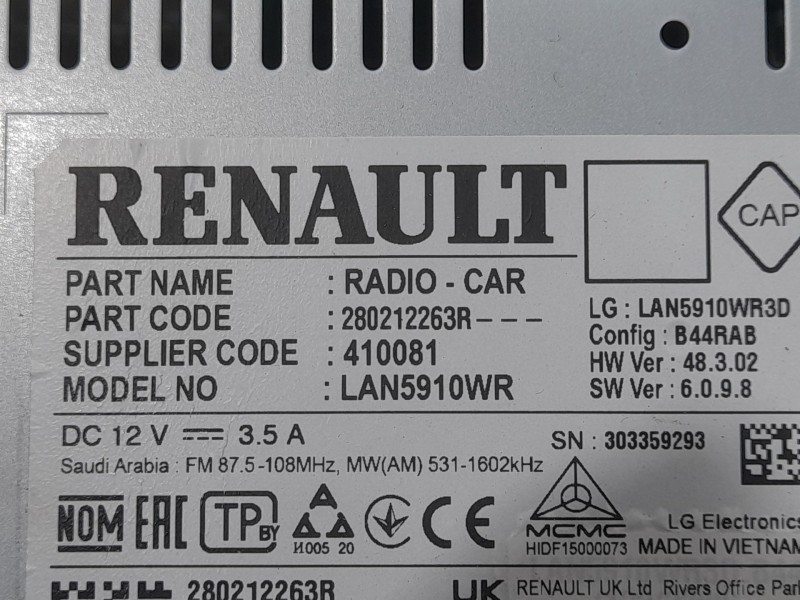 RENAULT
CAP
PART NAME : RADIO - CAR
PART CODE : 280212263R - - -
SUPPLIER CODE : 410081
MODEL NO : LAN5910WR
LG : LAN5910WR3D
Config : B44RAB
HW Ver : 48.3.02
SW Ver : 6.0.9.8
DC 12 V 3.5 A
SN : 303359293
Saudi Arabia : FM 87.5-108MHz, MW(AM) 531-1602kHz
NOM EAC TP BY
И005 20
CE
MCMC
HIDF15000073
LG Electronics
MADE IN VIETNAM
280212263R
UK RENAULT UK Ltd Rivers Office Park